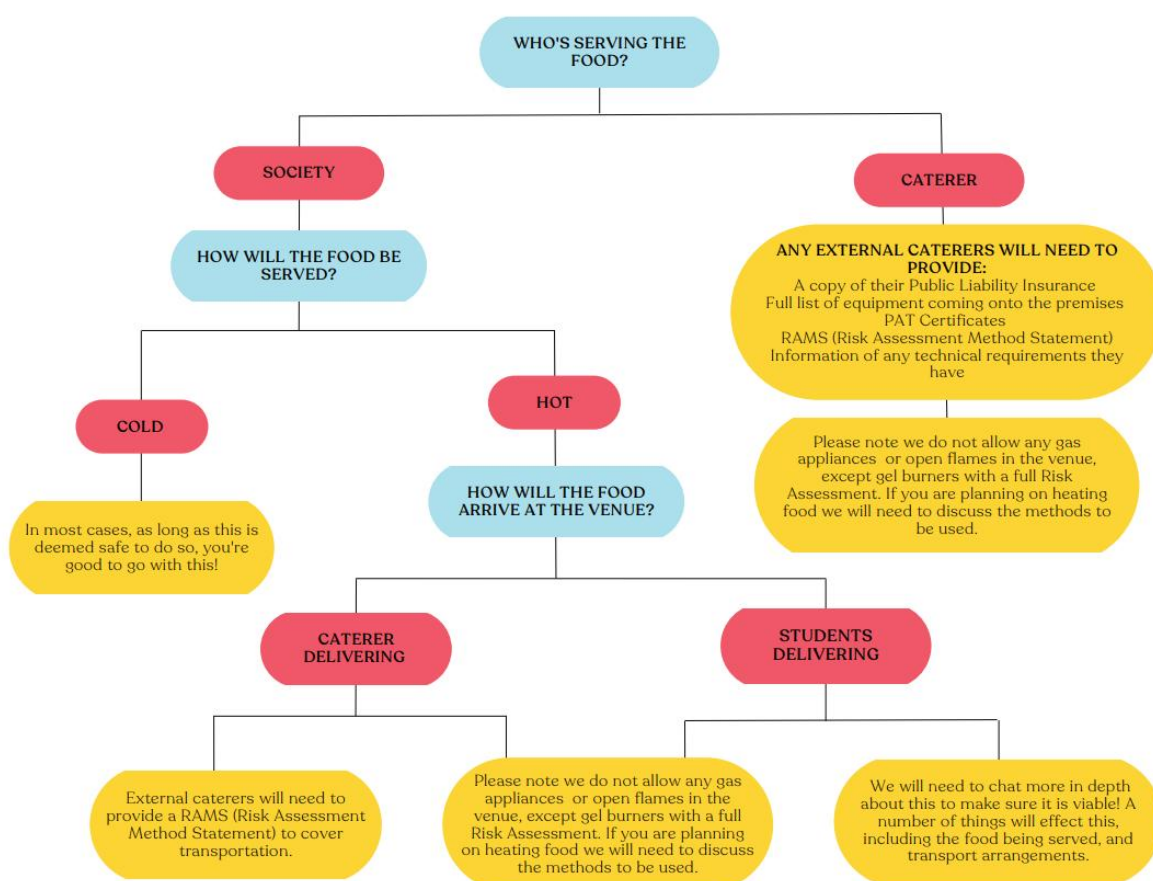 WHO'S SERVING THE
FOOD?
SOCIETY
CATERER
HOW WILL THE FOOD BE
SERVED?
ANY EXTERNAL CATERERS WILL NEED TO
PROVIDE:
A copy of their Public Liability Insurance
Full list of equipment coming onto the premises
PAT Certificates
RAMS (Risk Assessment Method Statement)
Information of any technical requirements they
have
COLD
HOT
Please note we do not allow any gas
appliances or open flames in the venue,
except gel burners with a full Risk
Assessment. If you are planning on heating
food we will need to discuss the methods to
be used.
In most cases, as long as this is
deemed safe to do so, you're
good to go with this!
HOW WILL THE FOOD
ARRIVE AT THE VENUE?
CATERER
DELIVERING
STUDENTS
DELIVERING
External caterers will need to
provide a RAMS (Risk Assessment
Method Statement) to cover
transportation.
Please note we do not allow any gas
appliances or open flames in the
venue, except gel burners with a full
Risk Assessment. If you are planning
on heating food we will need to discuss
the methods to be used.
We will need to chat more in depth
about this to make sure it is viable! A
number of things will effect this,
including the food being served, and
transport arrangements.